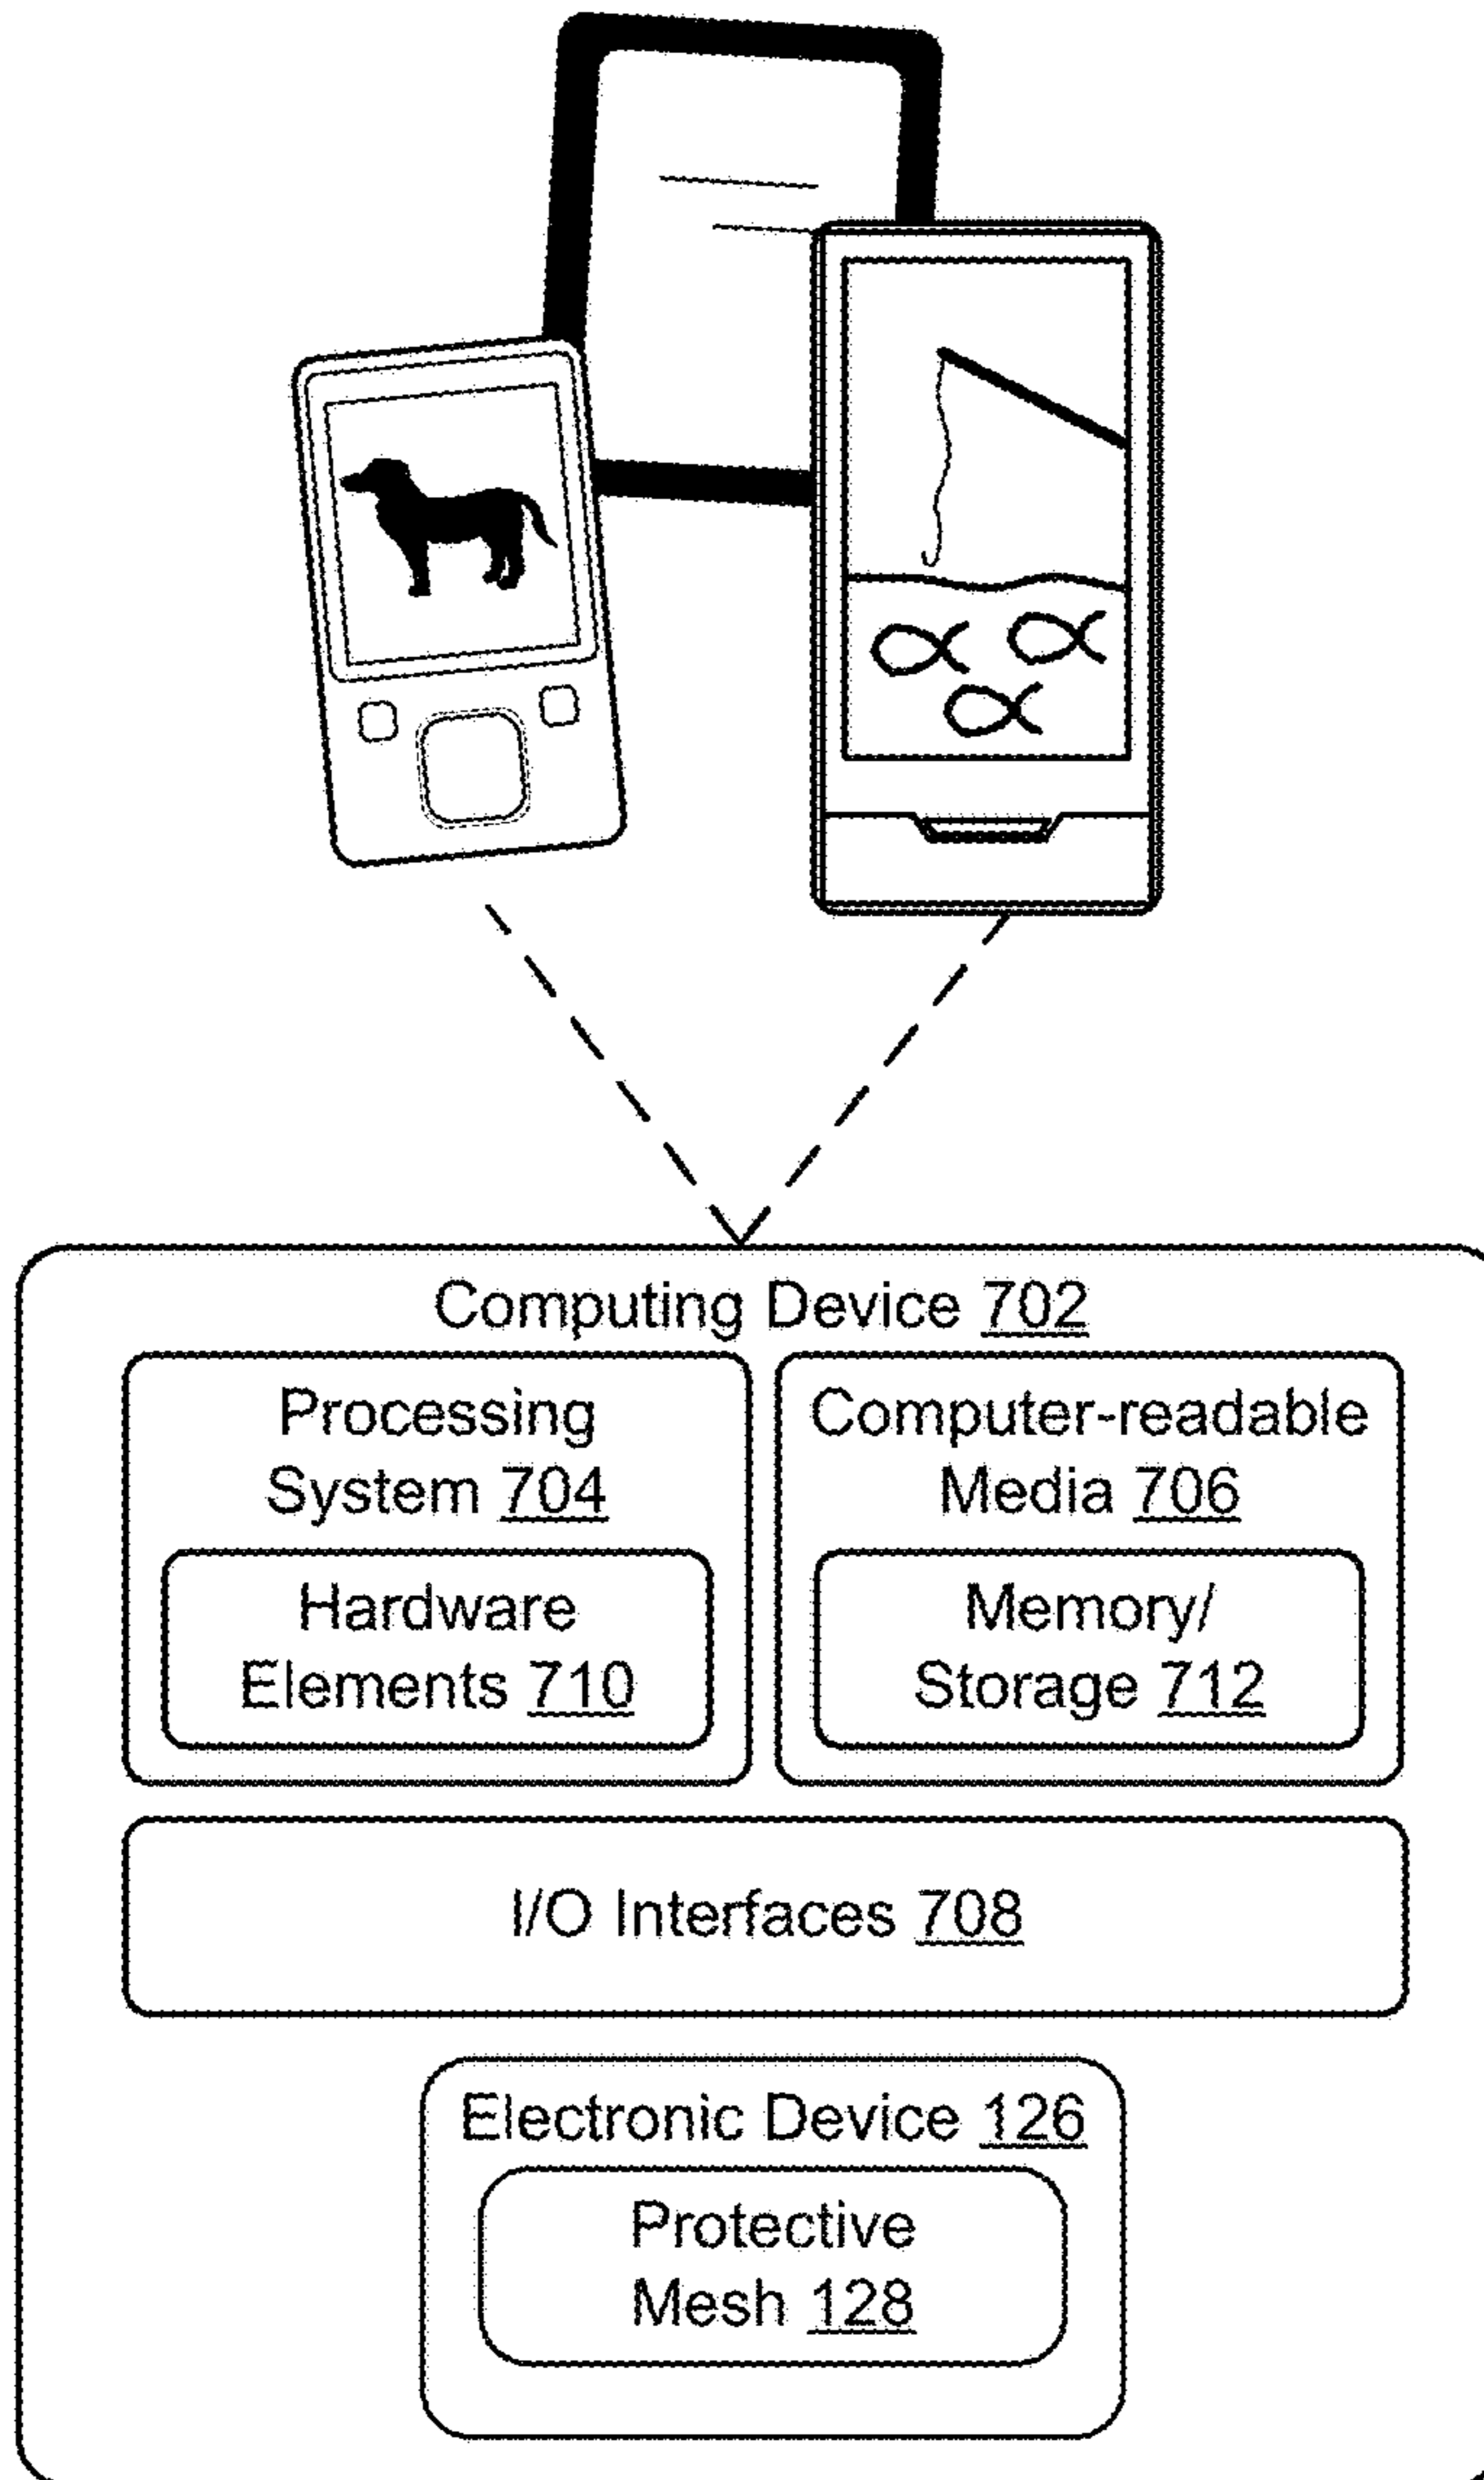 Computing Device 702
Processing
System 704
Hardware
Elements 710
Computer-readable
Media 706
Memory/
Storage 712
I/O Interfaces 708
Electronic Device 126
Protective
Mesh 128